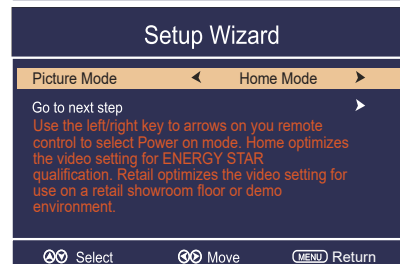 Setup Wizard
Picture Mode Home Mode
Go to next step
Use the left/right key to arrows on you remote
control to select Power on mode. Home optimizes
the video setting for ENERGY STAR
qualification. Retail optimizes the video setting for
use on a retail showroom floor or demo
environment.
Select Move MENU Return